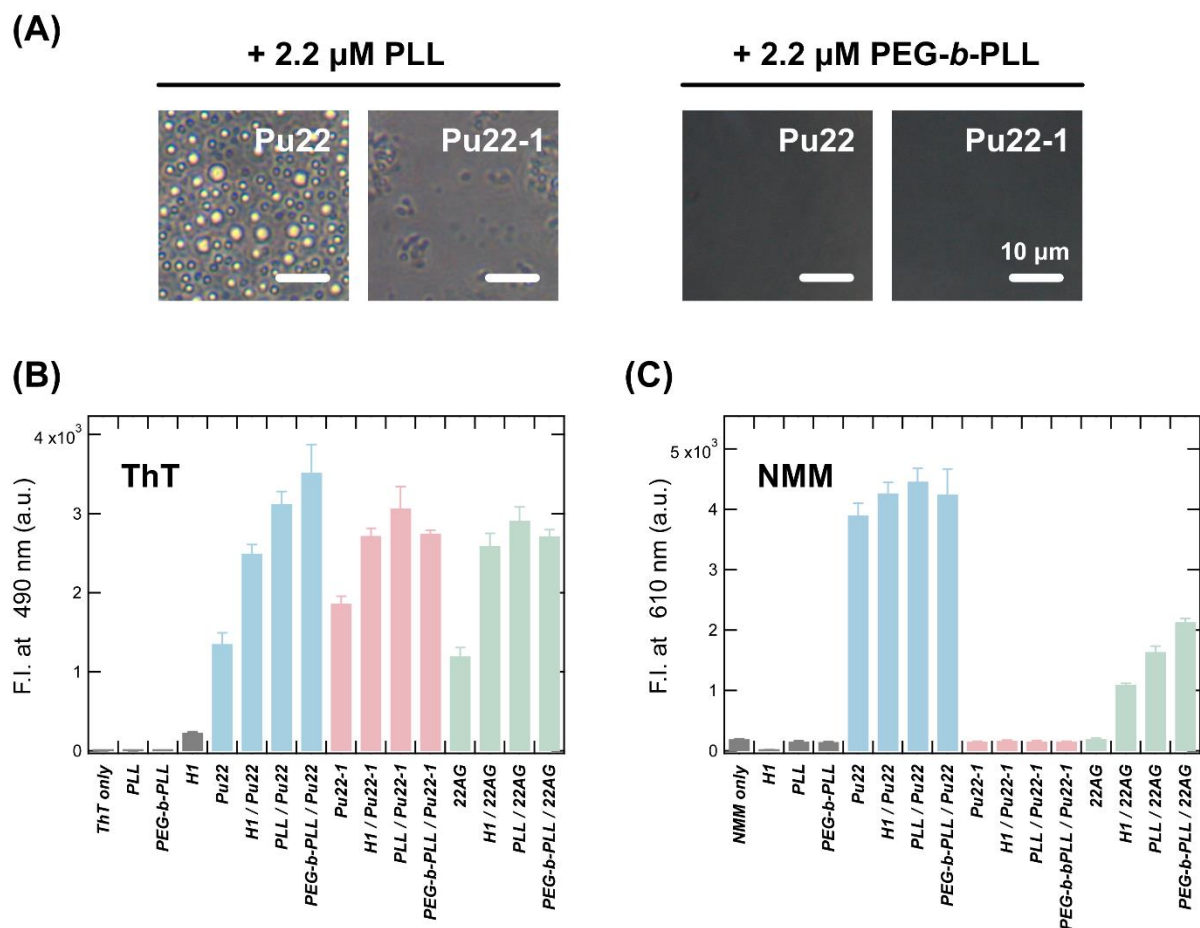 (A)
+ 2.2 µM PLL
+ 2.2 µM PEG-b-PLL
Pu22
Pu22-1
Pu22
Pu22-1
10 µm
(B)
(C)
4 x10³
3
2
1
0
F.I. at 490 nm (a.u.)
ThT
ThT only
PLL
PEG-b-PLL
H1
Pu22
H1 / Pu22
PLL / Pu22
PEG-b-PLL / Pu22
Pu22-1
H1 / Pu22-1
PLL / Pu22-1
PEG-b-PLL / Pu22-1
22AG
H1 / 22AG
PLL / 22AG
PEG-b-PLL / 22AG
5 x10³
4
3
2
1
0
F.I. at 610 nm (a.u.)
NMM
NMM only
H1
PLL
PEG-b-PLL
Pu22
H1 / Pu22
PLL / Pu22
PEG-b-PLL / Pu22
Pu22-1
H1 / Pu22-1
PLL / Pu22-1
PEG-b-bPLL / Pu22-1
22AG
H1 / 22AG
PLL / 22AG
PEG-b-PLL / 22AG